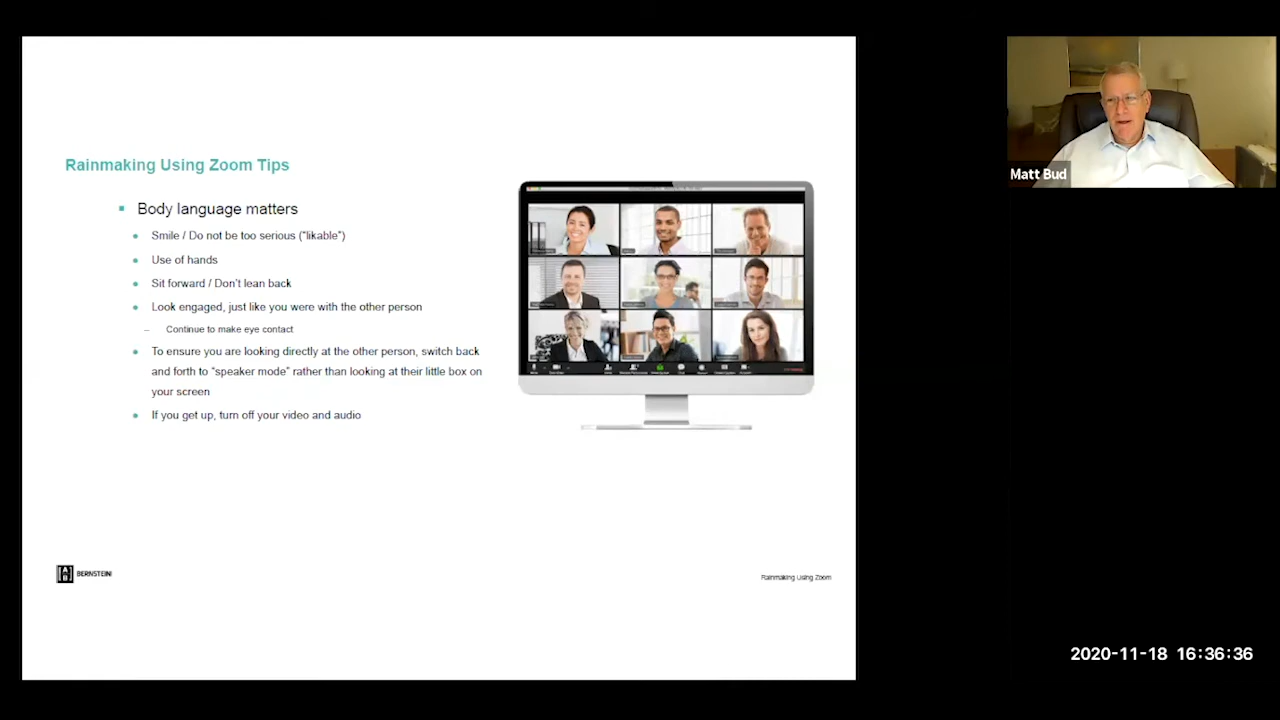 Rainmaking Using Zoom Tips
Body language matters
Smile / Do not be too serious ("likable")
Use of hands
Sit forward / Don't lean back
Look engaged, just like you were with the other person
– Continue to make eye contact
To ensure you are looking directly at the other person, switch back
and forth to "speaker mode" rather than looking at their little box on
your screen
If you get up, turn off your video and audio
Matt Bud
AB BERNSTEIN
Rainmaking Using Zoom
2020-11-18 16:36:36